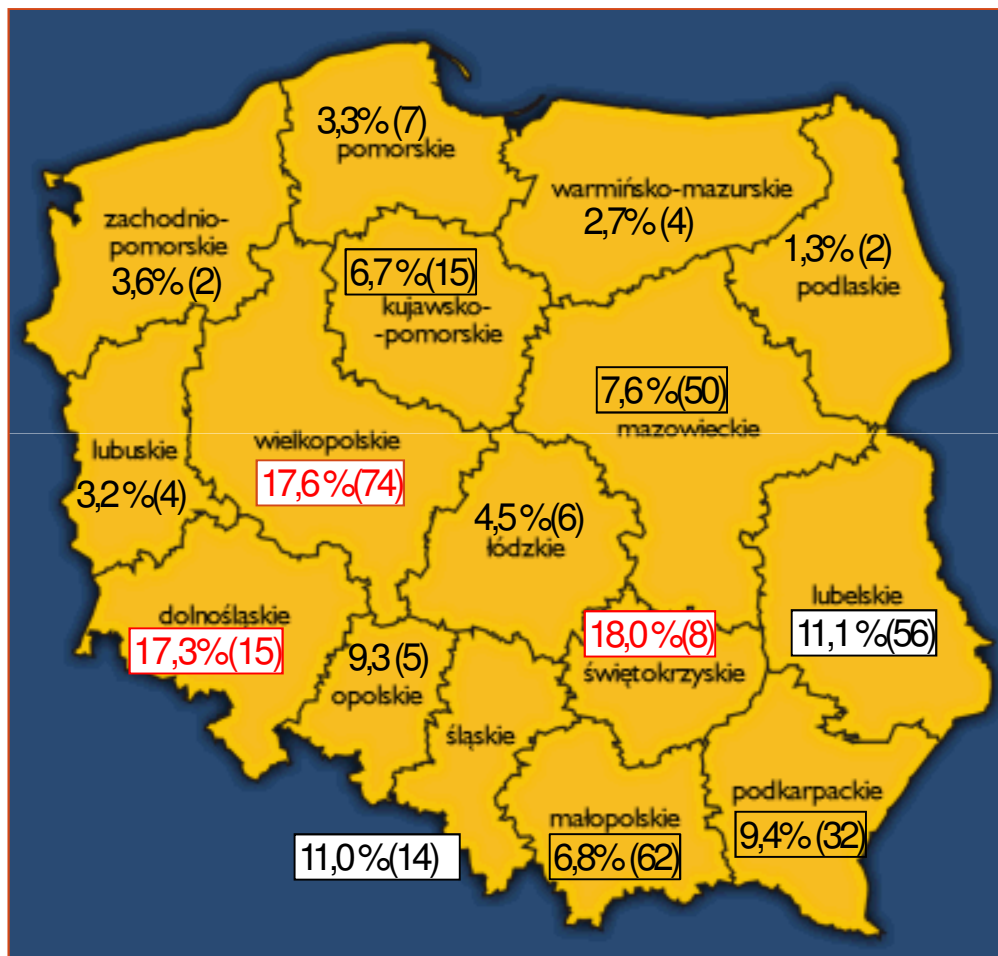 3,3% (7)
pomorskie
warmińsko-mazurskie
2,7% (4)
zachodnio-
pomorskie
3,6% (2)
6,7 %(15)
kujawsko-
-pomorskie
1,3% (2)
podlaskie
7,6 %(50)
mazowieckie
lubuskie
3,2 %(4)
wielkopolskie
17,6 %(74)
4,5 %(6)
łódzkie
dolnośląskie
17,3%(15)
9,3 (5)
opolskie
18,0 %(8)
świętokrzyskie
lubelskie
11,1 %(56)
śląskie
11,0 %(14)
małopolskie
6,8% (62)
podkarpackie
9,4% (32)